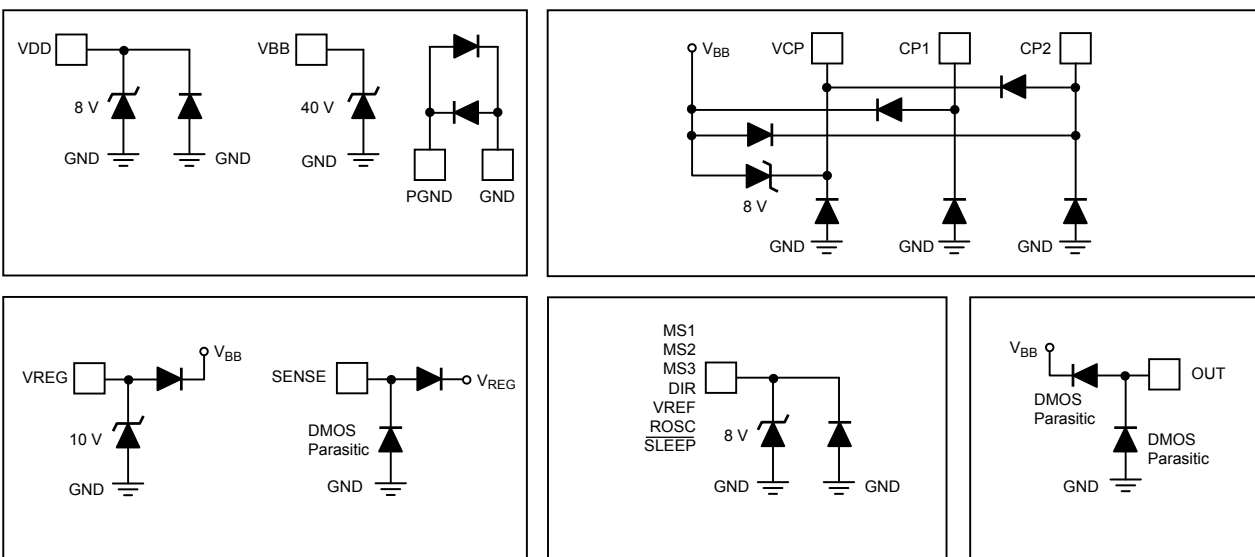 VDD
8 V
GND
GND
VBB
40 V
GND
PGND
GND
VBB
VCP
CP1
CP2
8 V
GND
GND
GND
VREG
VBB
10 V
GND
SENSE
VREG
DMOS
Parasitic
GND
MS1
MS2
MS3
DIR
VREF
ROSC
SLEEP
8 V
GND
GND
VBB
OUT
DMOS
Parasitic
DMOS
Parasitic
GND